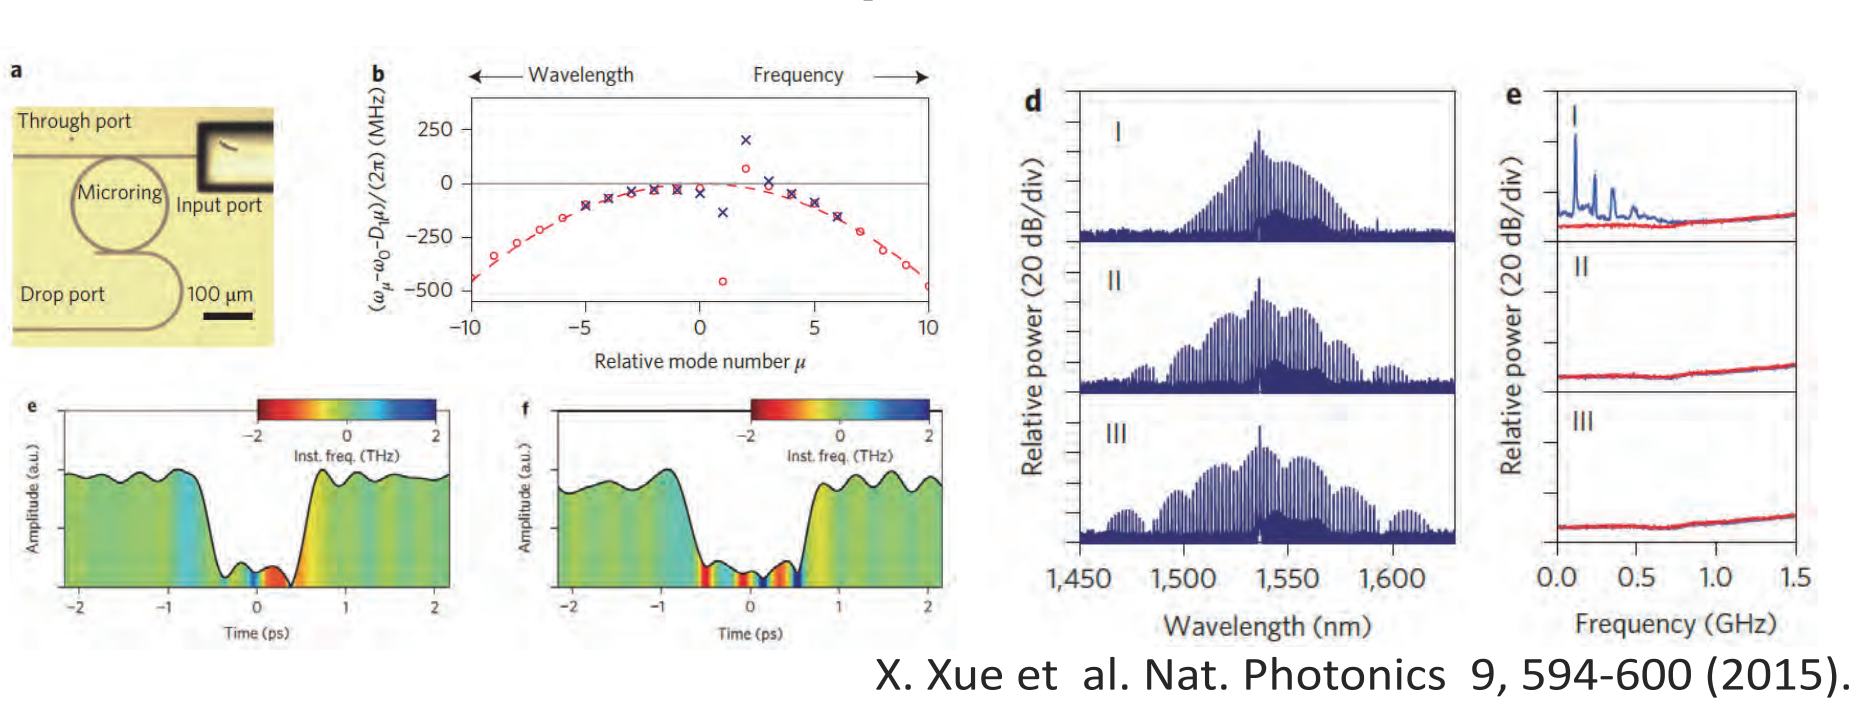 a
Through port
Microring
Input port
Drop port
100 μm
b
Wavelength
Frequency
(ωμ−ω0−D1μ)/(2π) (MHz)
250
0
−250
−500
−10
−5
0
5
10
Relative mode number μ
e
−2
0
2
Inst. freq. (THz)
Amplitude (a.u.)
−2
−1
0
1
2
Time (ps)
f
−2
0
2
Inst. freq. (THz)
Amplitude (a.u.)
−2
−1
0
1
2
Time (ps)
d
I
II
III
Relative power (20 dB/div)
1,450
1,500
1,550
1,600
Wavelength (nm)
e
I
II
III
Relative power (20 dB/div)
0.0
0.5
1.0
1.5
Frequency (GHz)
X. Xue et al. Nat. Photonics 9, 594-600 (2015).